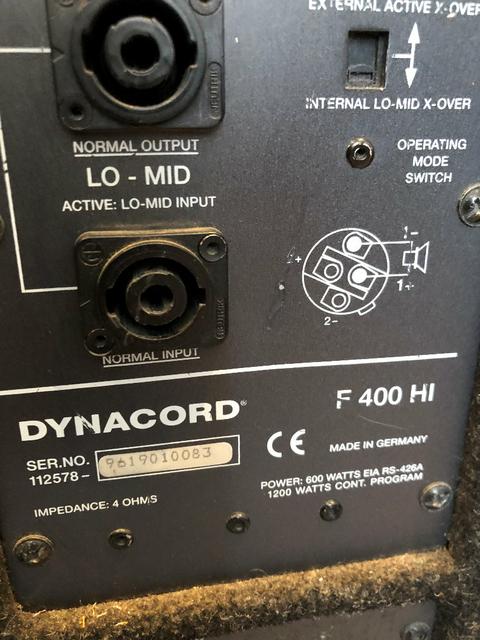 EXTERNAL ACTIVE X-OVER
INTERNAL LO-MID X-OVER
NORMAL OUTPUT
LO - MID
ACTIVE: LO-MID INPUT
OPERATING
MODE
SWITCH
1-
1+
2-
NORMAL INPUT
DYNACORD®
F 400 HI
SER.NO.
112578- 9619010083
CE
MADE IN GERMANY
POWER: 600 WATTS EIA RS-426A
1200 WATTS CONT. PROGRAM
IMPEDANCE: 4 OHMS